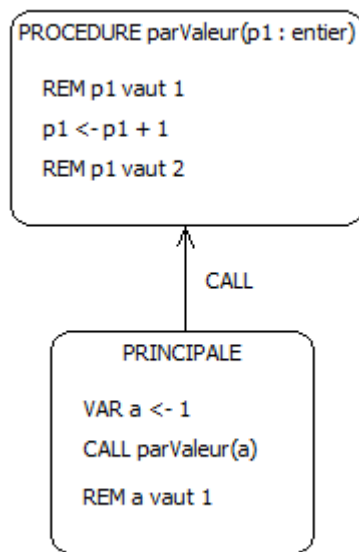 PROCEDURE parValeur(p1 : entier)
REM p1 vaut 1
p1 <- p1 + 1
REM p1 vaut 2
CALL
PRINCIPALE
VAR a <- 1
CALL parValeur(a)
REM a vaut 1